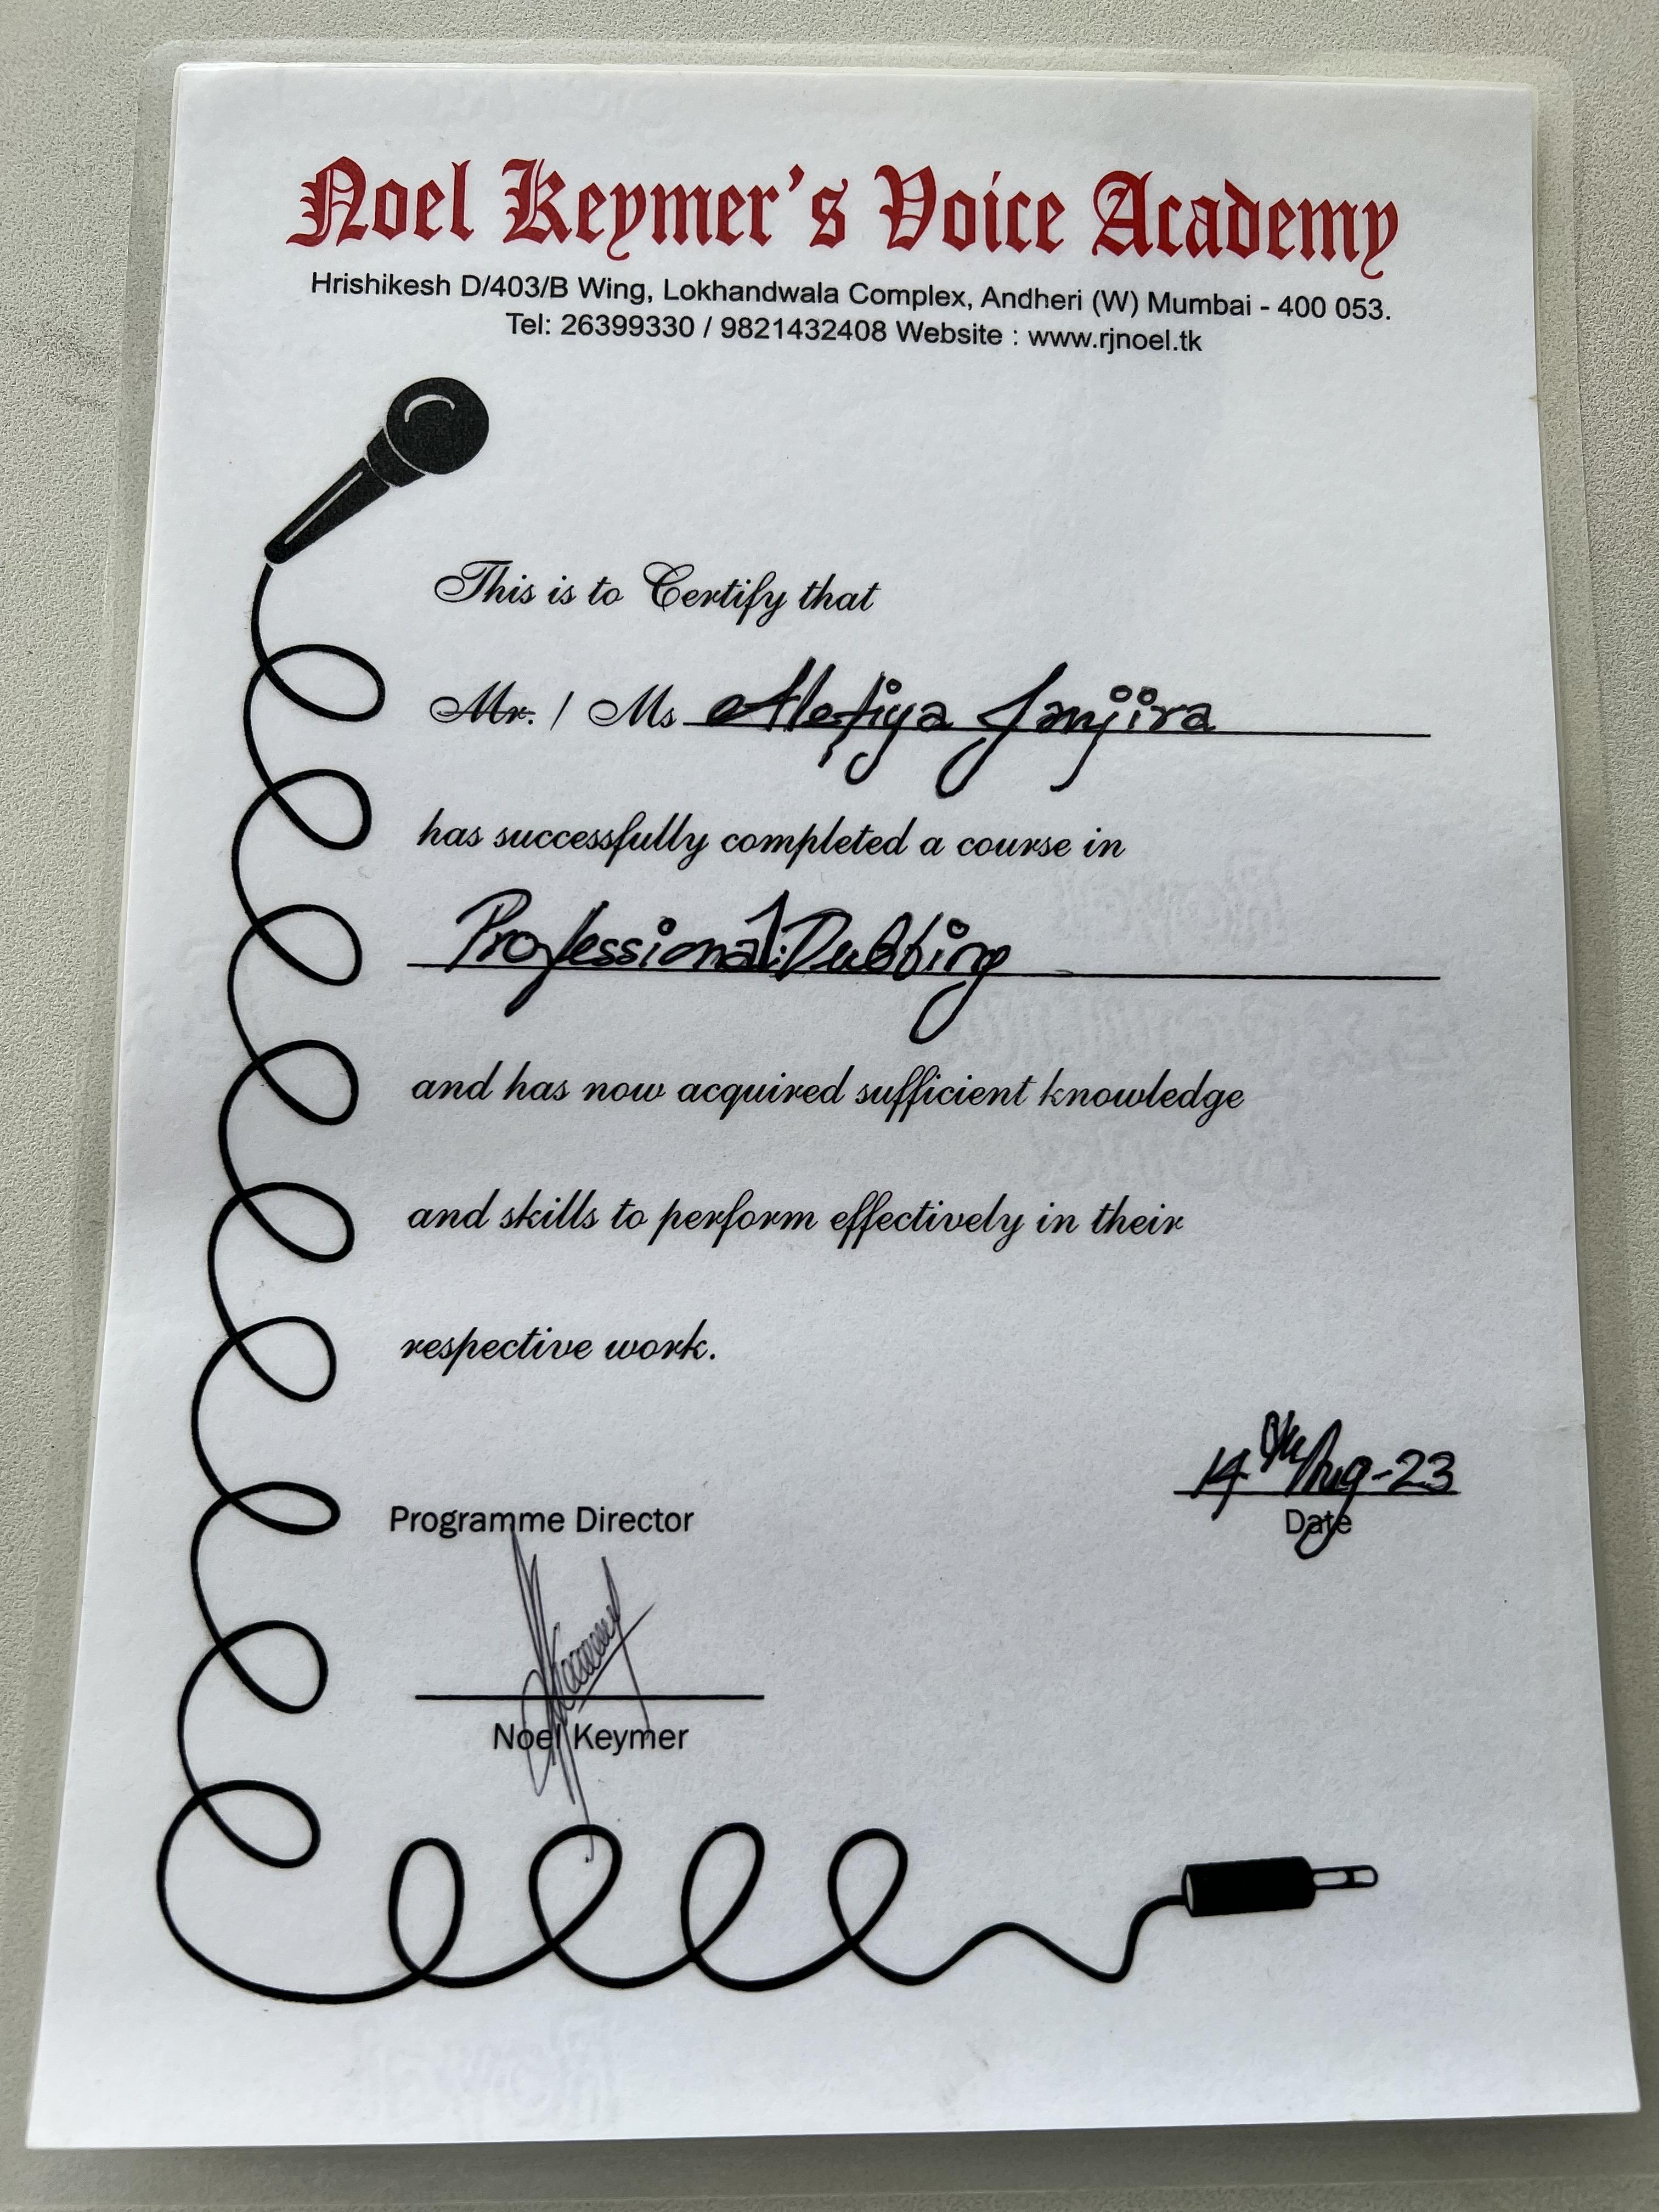 Noel Keymer's Voice Academy
Hrishikesh D/403/B Wing, Lokhandwala Complex, Andheri (W) Mumbai - 400 053.
Tel: 26399330 / 9821432408 Website : www.rjnoel.tk
This is to Certify that
Mr. / Ms Alefiya Janjira
has successfully completed a course in
Professional Dubbing
and has now acquired sufficient knowledge
and skills to perform effectively in their
respective work.
14th Aug-23
Programme Director
Date
Noel Keymer